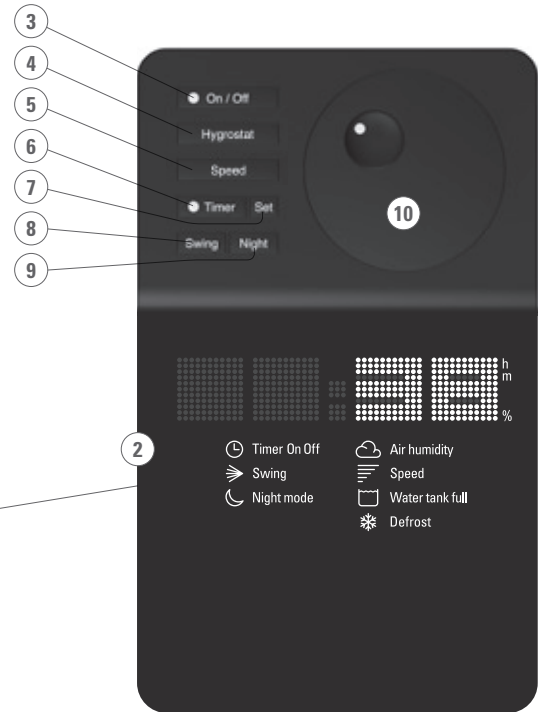 3 On / Off
4 Hygrostat
5 Speed
6 Timer Set
7
8 Swing Night
9
10
38 h
m
%
2
Timer On Off Air humidity
Swing Speed
Night mode Water tank full
Defrost